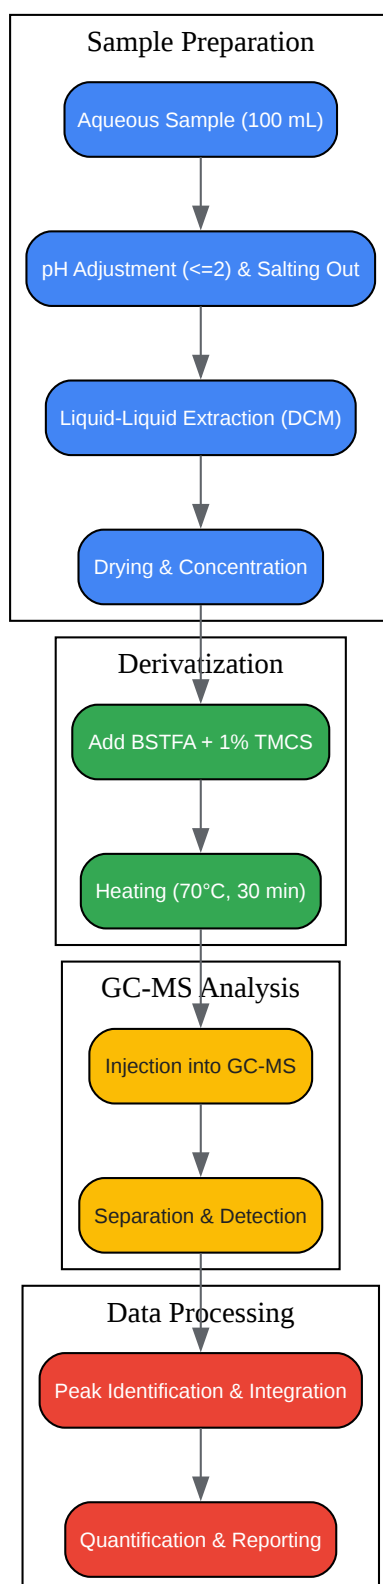 Sample Preparation
Aqueous Sample (100 mL)
pH Adjustment (<=2) & Salting Out
Liquid-Liquid Extraction (DCM)
Drying & Concentration
Derivatization
Add BSTFA + 1% TMCS
Heating (70°C, 30 min)
GC-MS Analysis
Injection into GC-MS
Separation & Detection
Data Processing
Peak Identification & Integration
Quantification & Reporting